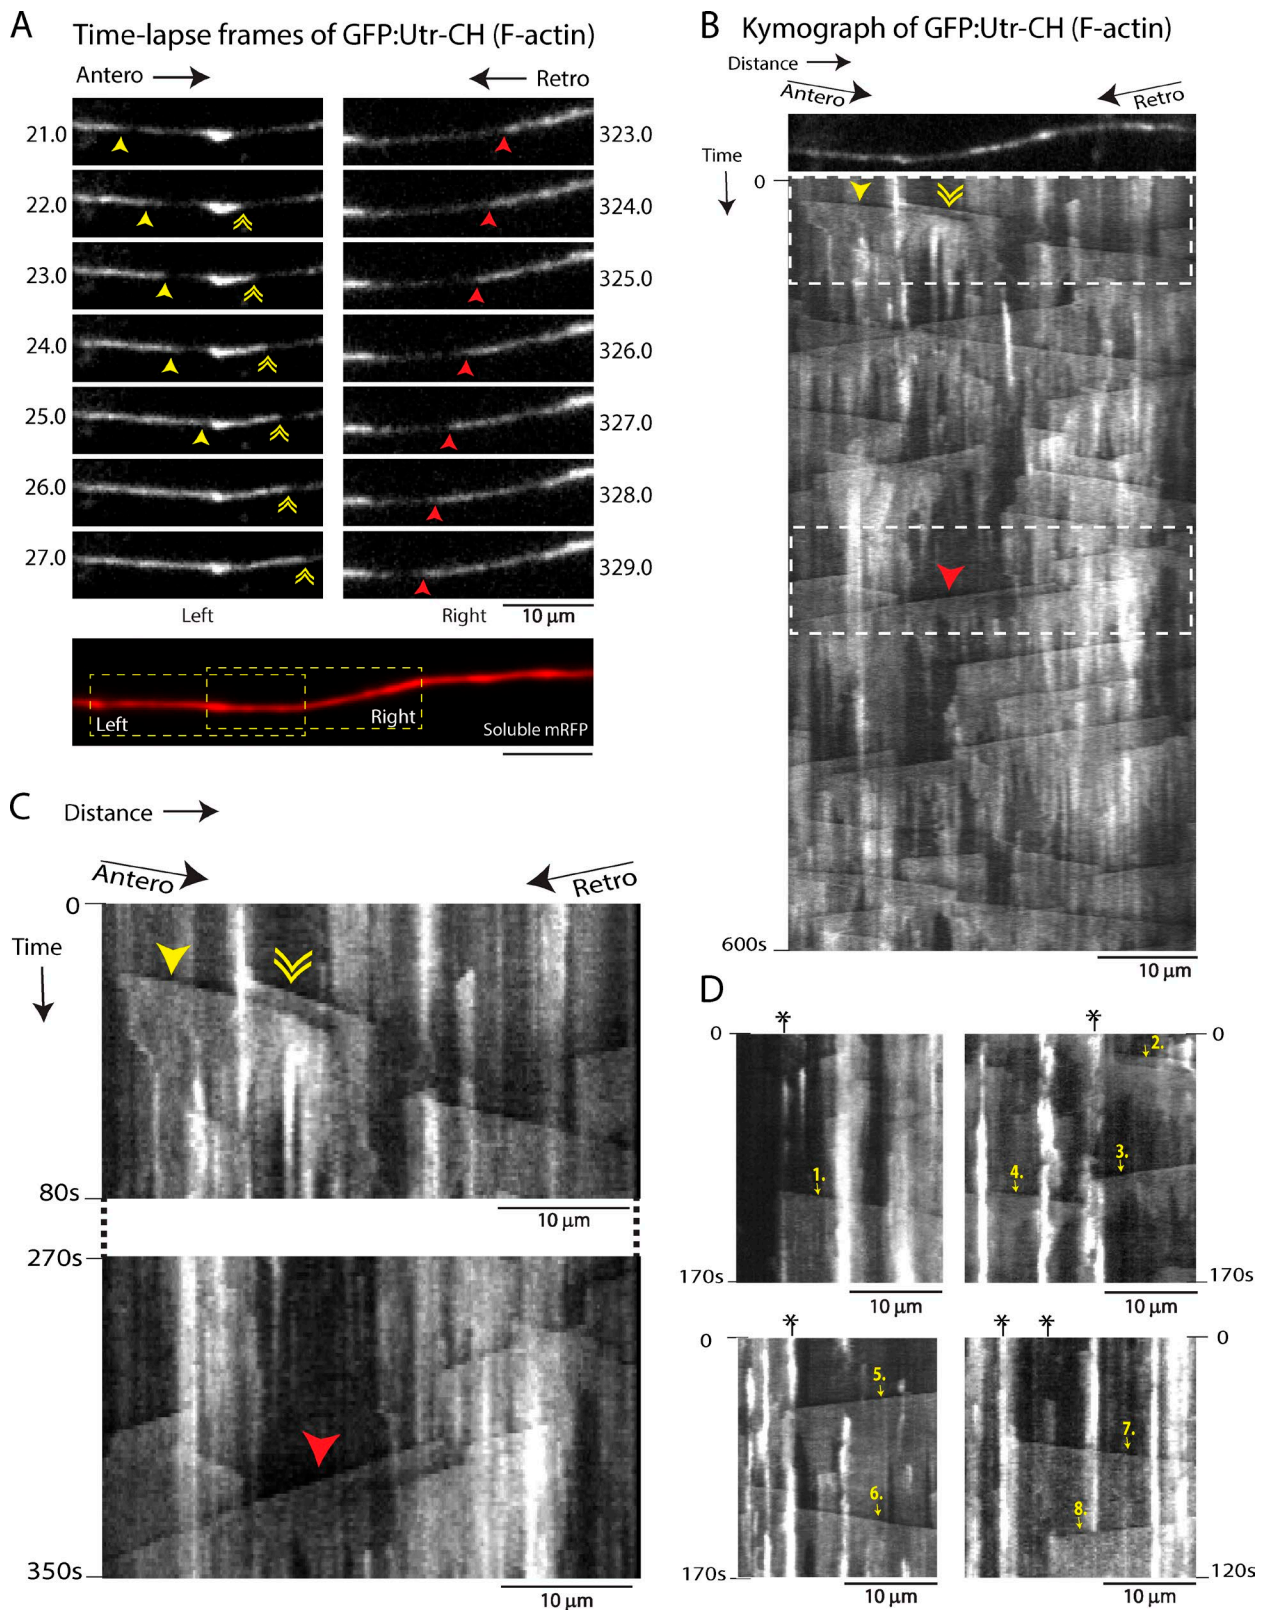 A
Time-lapse frames of GFP:Utr-CH (F-actin)
Antero
Retro
21.0
323.0
22.0
324.0
23.0
325.0
24.0
326.0
25.0
327.0
26.0
328.0
27.0
329.0
Left
Right
10 µm
Left
Right
Soluble mRFP
B
Kymograph of GFP:Utr-CH (F-actin)
Distance
Antero
Retro
Time
0
600s
10 µm
C
Distance
Antero
Retro
0
Time
80s
10 µm
270s
350s
10 µm
D
* *
0
0
1.
2.
3.
4.
170s
170s
10 µm
10 µm
* * *
0
0
5.
6.
7.
8.
170s
120s
10 µm
10 µm